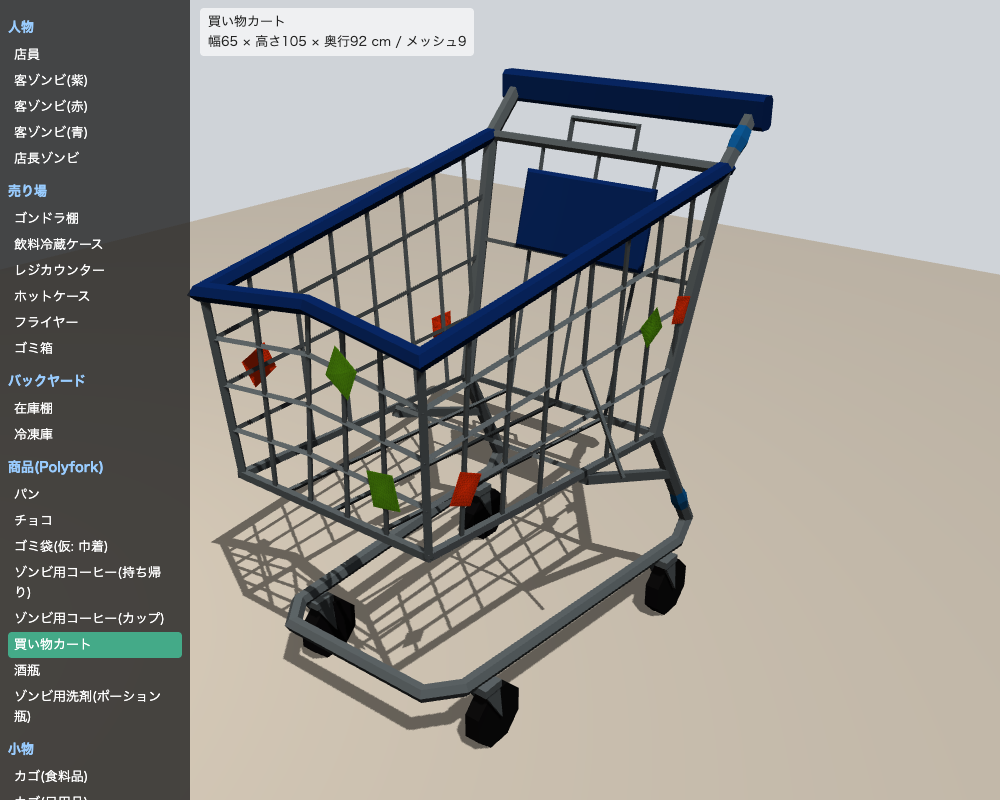 人物
店員
客ゾンビ(紫)
客ゾンビ(赤)
客ゾンビ(青)
店長ゾンビ
売り場
ゴンドラ棚
飲料冷蔵ケース
レジカウンター
ホットケース
フライヤー
ゴミ箱
バックヤード
在庫棚
冷凍庫
商品(Polyfork)
パン
チョコ
ゴミ袋(仮: 巾着)
ゾンビ用コーヒー(持ち帰
り)
ゾンビ用コーヒー(カップ)
買い物カート
酒瓶
ゾンビ用洗剤(ポーション
瓶)
小物
カゴ(食料品)
買い物カート
幅65 × 高さ105 × 奥行92 cm / メッシュ9